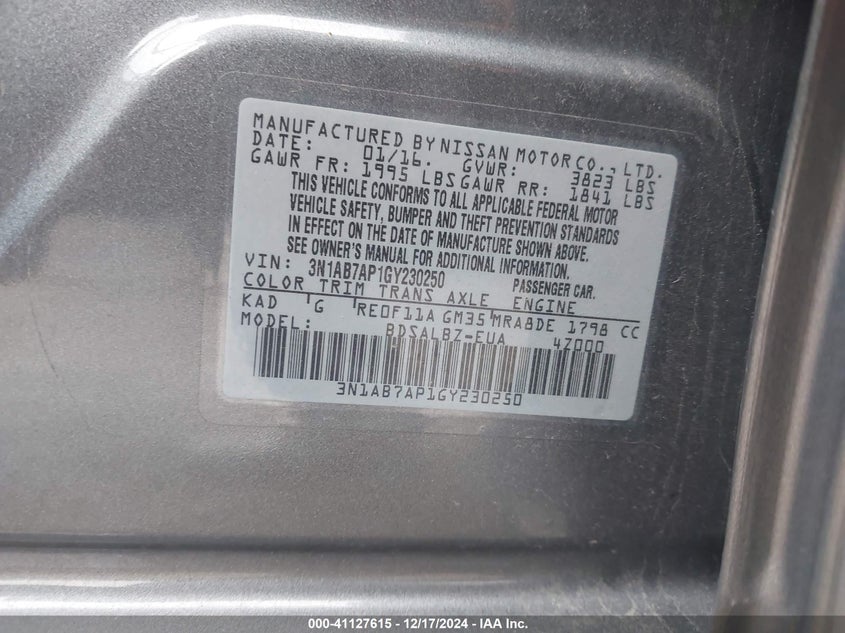 MANUFACTURED BY NISSAN MOTOR CO., LTD.
DATE: 01/16. GVWR: 3823 LBS
GAWR FR: 1995 LBS GAWR RR: 1841 LBS
THIS VEHICLE CONFORMS TO ALL APPLICABLE FEDERAL MOTOR
VEHICLE SAFETY, BUMPER AND THEFT PREVENTION STANDARDS
IN EFFECT ON THE DATE OF MANUFACTURE SHOWN ABOVE.
SEE OWNER'S MANUAL FOR ADDITIONAL INFORMATION.
VIN: 3N1AB7AP1GY230250 PASSENGER CAR.
COLOR TRIM TRANS AXLE ENGINE
KAD G RE0F11A GM35 MRA8DE 1798 CC
MODEL: BDSALBZ-EUA 4Z000
3N1AB7AP1GY230250
000-41127615 - 12/17/2024 - IAA Inc.